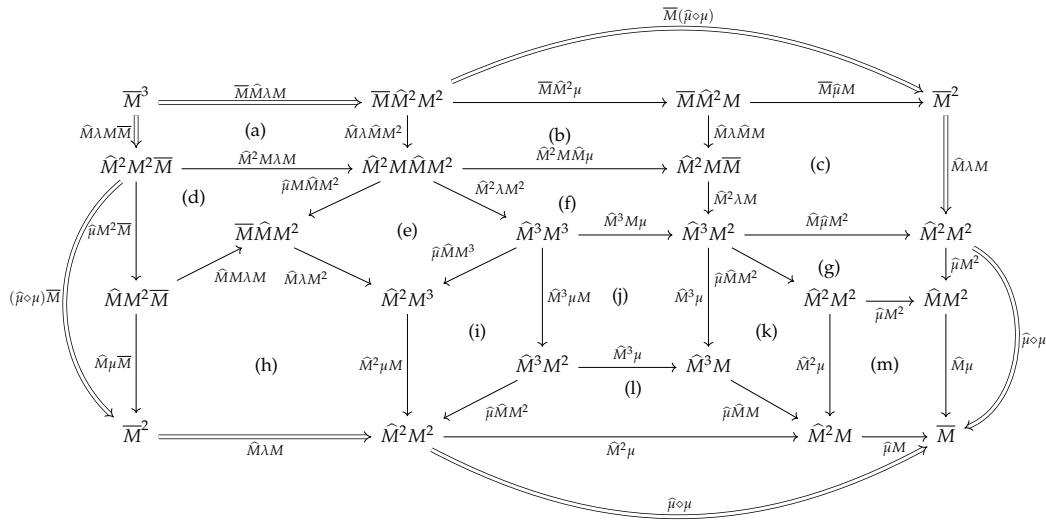 M̅(μ̂⋄μ)
M̅³ M̅M̂λM M̅M̂²M² M̅M̂²μ M̅M̂²M M̅μ̂M M̅²
M̂λMM̅ (a) M̂λM̂M² (b) M̂λM̂M
M̂²M²M̅ M̂²MλM M̂²MM̂M² M̂²MM̂μ M̂²MM̅ (c) M̂λM
(d) μ̂MM̂M² M̂²λM² (f) M̂²λM
μ̂M²M̅ M̅M̂M² (e) M̂³M³ M̂³Mμ M̂³M² M̂μ̂M² M̂²M²
M̂MλM M̂λM² μ̂M̂M³ μ̂M̂M² (g) μ̂M²
(μ̂⋄μ)M̅ M̂M²M̅ M̂²M³ M̂³μM (j) M̂³μ M̂²M² μ̂M² M̂M²
M̂μM̅ (h) M̂²μM (i) (k) M̂²μ (m) M̂μ μ̂⋄μ
M̂³M² M̂³μ M̂³M
μ̂M̂M² (l) μ̂M̂M
M̅² M̂λM M̂²M² M̂²μ M̂²M μ̂M M̅
μ̂⋄μ